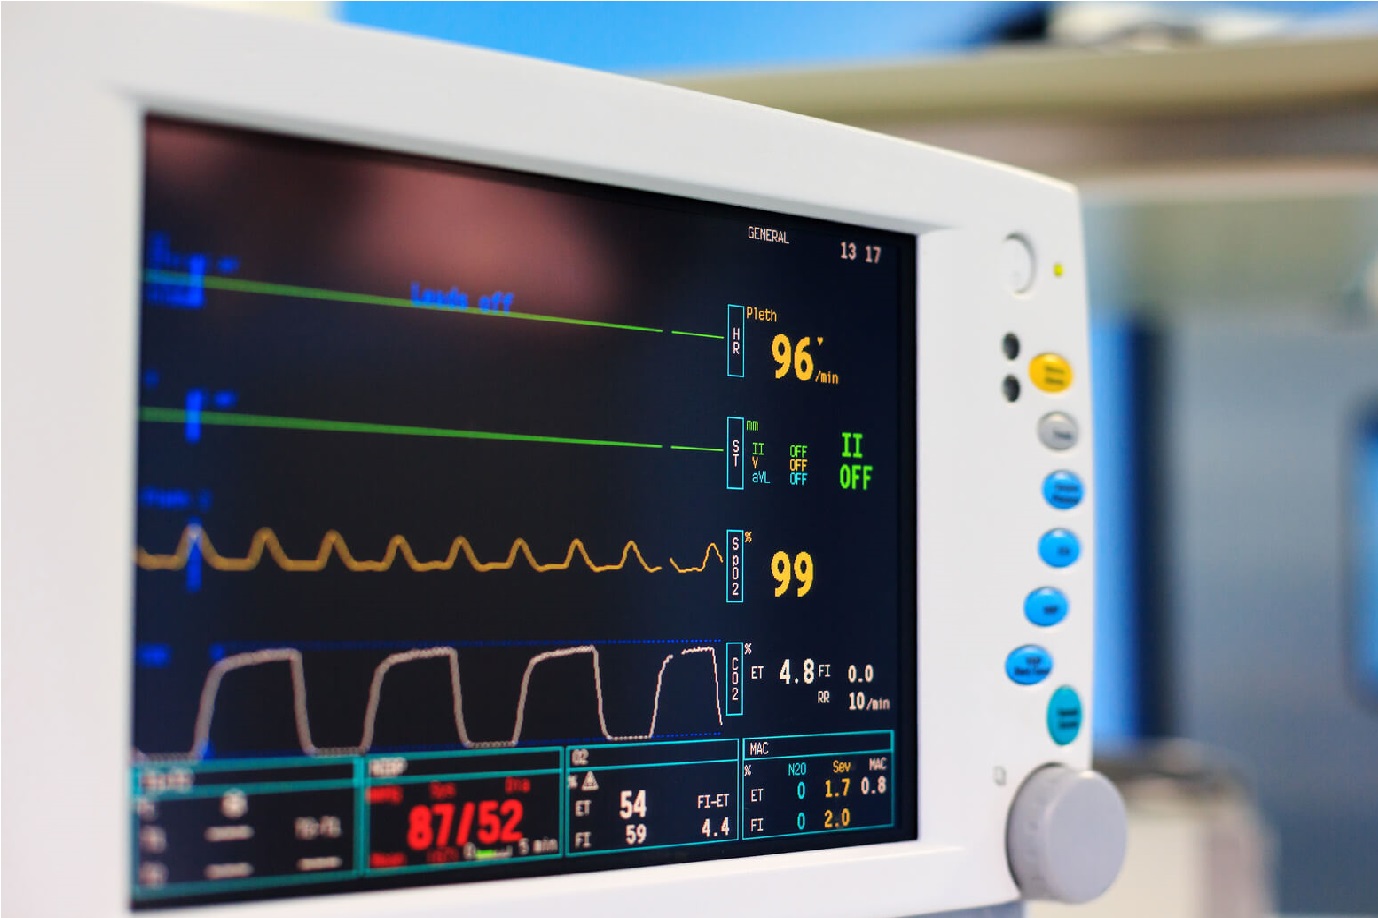 GENERAL
13 17
Leads off
HR
Pleth
96
/min
ST
mm
II OFF
V OFF
aVL OFF
II
OFF
SpO2
%
99
CO2
%
ET 4.8 FI 0.0
RR 10/min
NIBP
Sys Dia
87/52
5 min
O2
%
ET 54 FI-ET
FI 59 4.4
MAC
% N2O Sev MAC
ET 0 1.7 0.8
FI 0 2.0